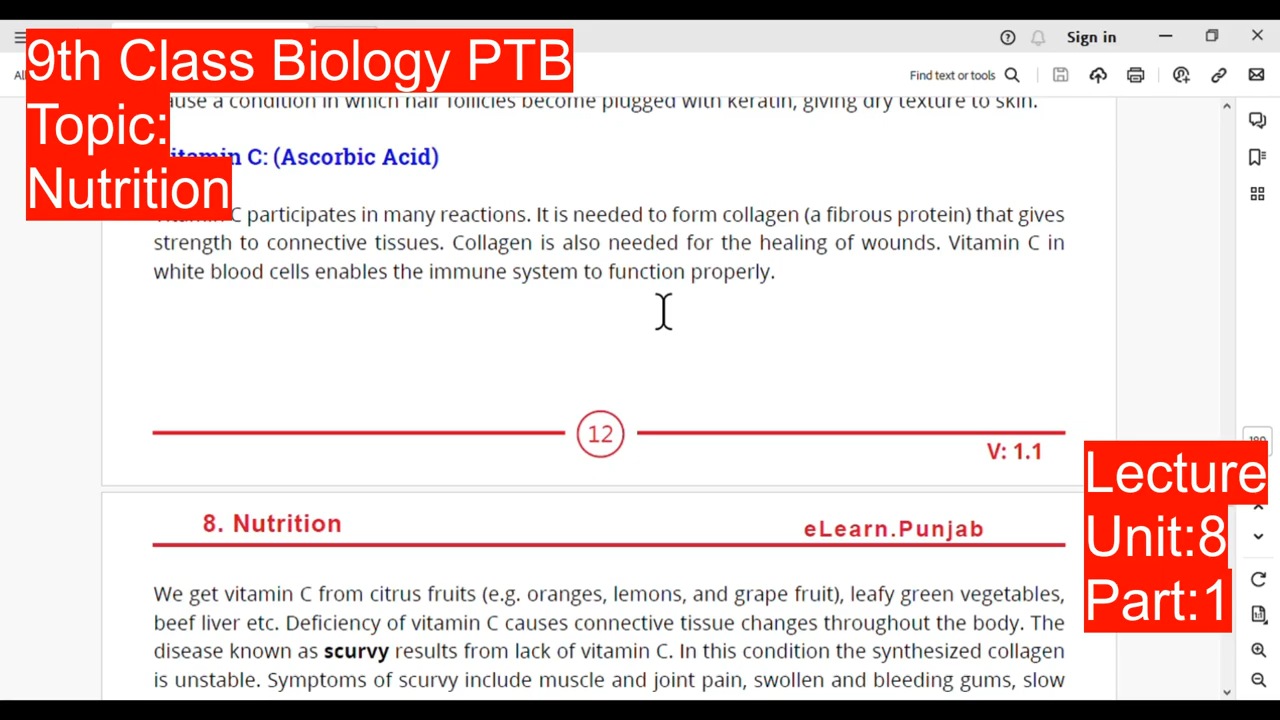 9th Class Biology PTB
Topic:
Nutrition
Sign in
Find text or tools
ause a condition in which hair follicles become plugged with keratin, giving dry texture to skin.
itamin C: (Ascorbic Acid)
C participates in many reactions. It is needed to form collagen (a fibrous protein) that gives
strength to connective tissues. Collagen is also needed for the healing of wounds. Vitamin C in
white blood cells enables the immune system to function properly.
12
V: 1.1
Lecture
Unit:8
Part:1
8. Nutrition
eLearn.Punjab
We get vitamin C from citrus fruits (e.g. oranges, lemons, and grape fruit), leafy green vegetables,
beef liver etc. Deficiency of vitamin C causes connective tissue changes throughout the body. The
disease known as scurvy results from lack of vitamin C. In this condition the synthesized collagen
is unstable. Symptoms of scurvy include muscle and joint pain, swollen and bleeding gums, slow